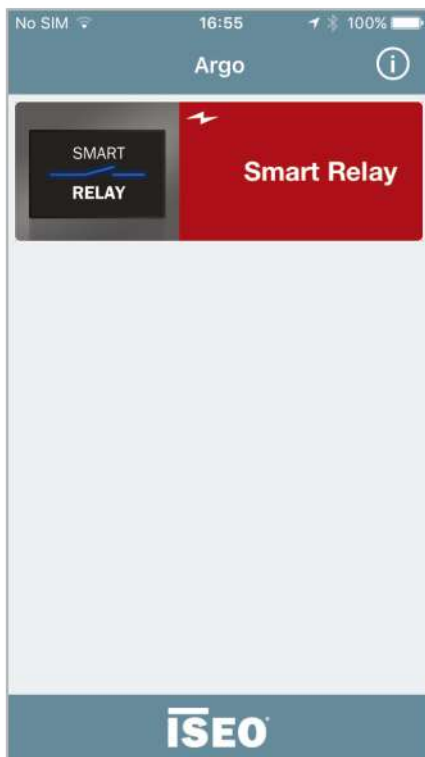 No SIM 16:55 100%
Argo
SMART
RELAY
Smart Relay
ISEO